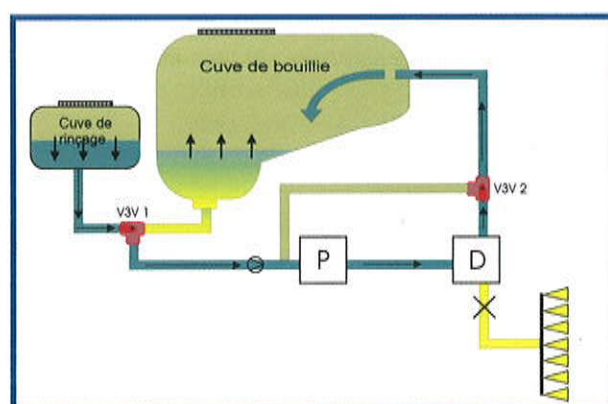 Cuve de bouillie
Cuve de
rinçage
V3V 1
V3V 2
P
D